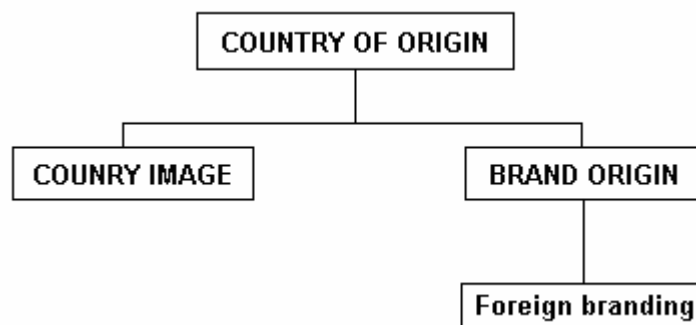 COUNTRY OF ORIGIN
COUNRY IMAGE
BRAND ORIGIN
Foreign branding